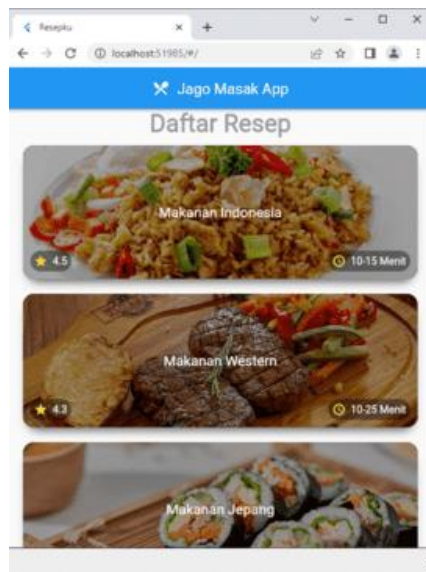 Resepku
localhost:51985/#/
Jago Masak App
Daftar Resep
Makanan Indonesia
4.5
10-15 Menit
Makanan Western
4.3
10-25 Menit
Makanan Jepang